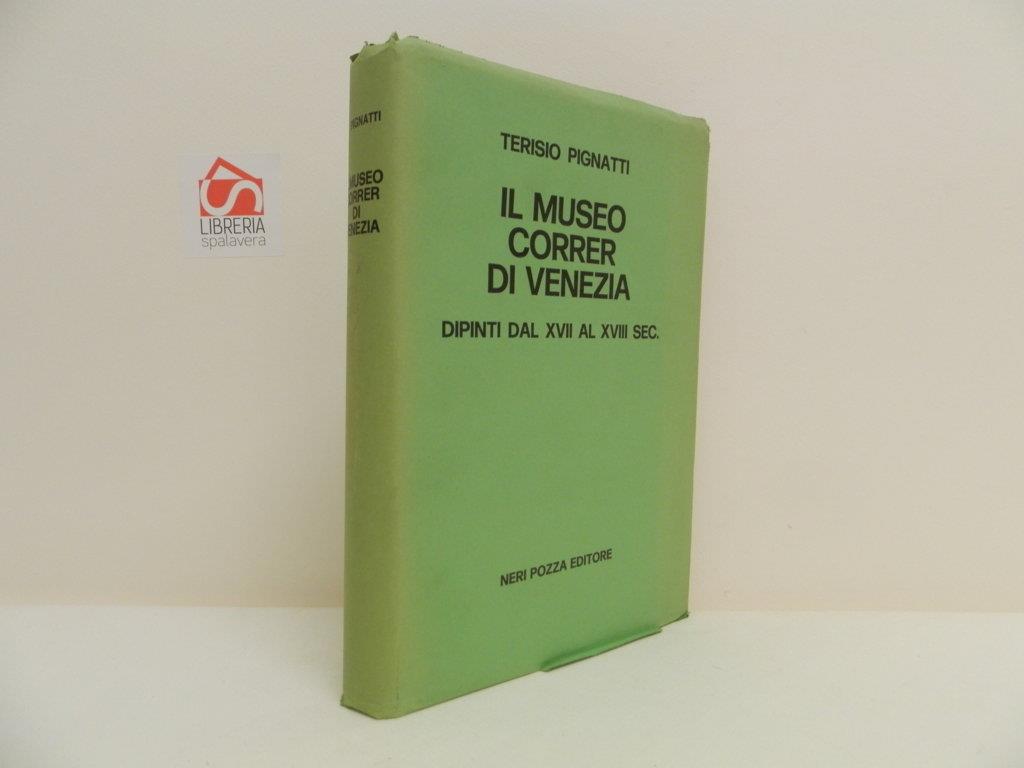 LIBRERIA
spalavera
PIGNATTI
MUSEO
CORRER
DI
VENEZIA
TERISIO PIGNATTI
IL MUSEO
CORRER
DI VENEZIA
DIPINTI DAL XVII AL XVIII SEC.
NERI POZZA EDITORE